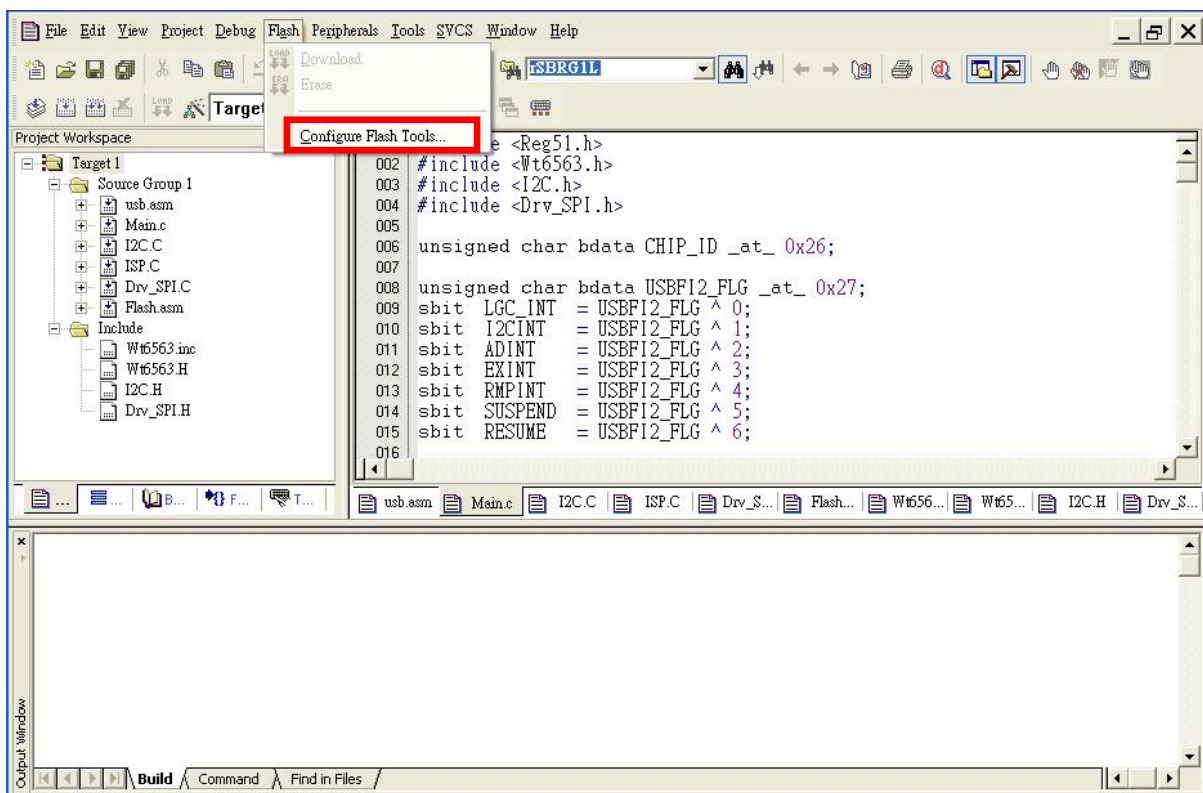 File Edit View Project Debug Flash Peripherals Tools SVCS Window Help
LOAD Download
ERA Erase
Configure Flash Tools...
rSBRG1L
LOAD Target
Project Workspace
Target 1
Source Group 1
usb.asm
Main.c
I2C.C
ISP.C
Drv_SPI.C
Flash.asm
Include
Wt6563.inc
Wt6563.H
I2C.H
Drv_SPI.H
e <Reg51.h>
002 #include <Wt6563.h>
003 #include <I2C.h>
004 #include <Drv_SPI.h>
005
006 unsigned char bdata CHIP_ID _at_ 0x26;
007
008 unsigned char bdata USBFI2_FLG _at_ 0x27;
009 sbit LGC_INT = USBFI2_FLG ^ 0;
010 sbit I2CINT = USBFI2_FLG ^ 1;
011 sbit ADINT = USBFI2_FLG ^ 2;
012 sbit EXINT = USBFI2_FLG ^ 3;
013 sbit RMPINT = USBFI2_FLG ^ 4;
014 sbit SUSPEND = USBFI2_FLG ^ 5;
015 sbit RESUME = USBFI2_FLG ^ 6;
016
... ... B... F... T...
usb.asm Main.c I2C.C ISP.C Drv_S... Flash... Wt656... Wt65... I2C.H Drv_S...
Output Window
Build Command Find in Files